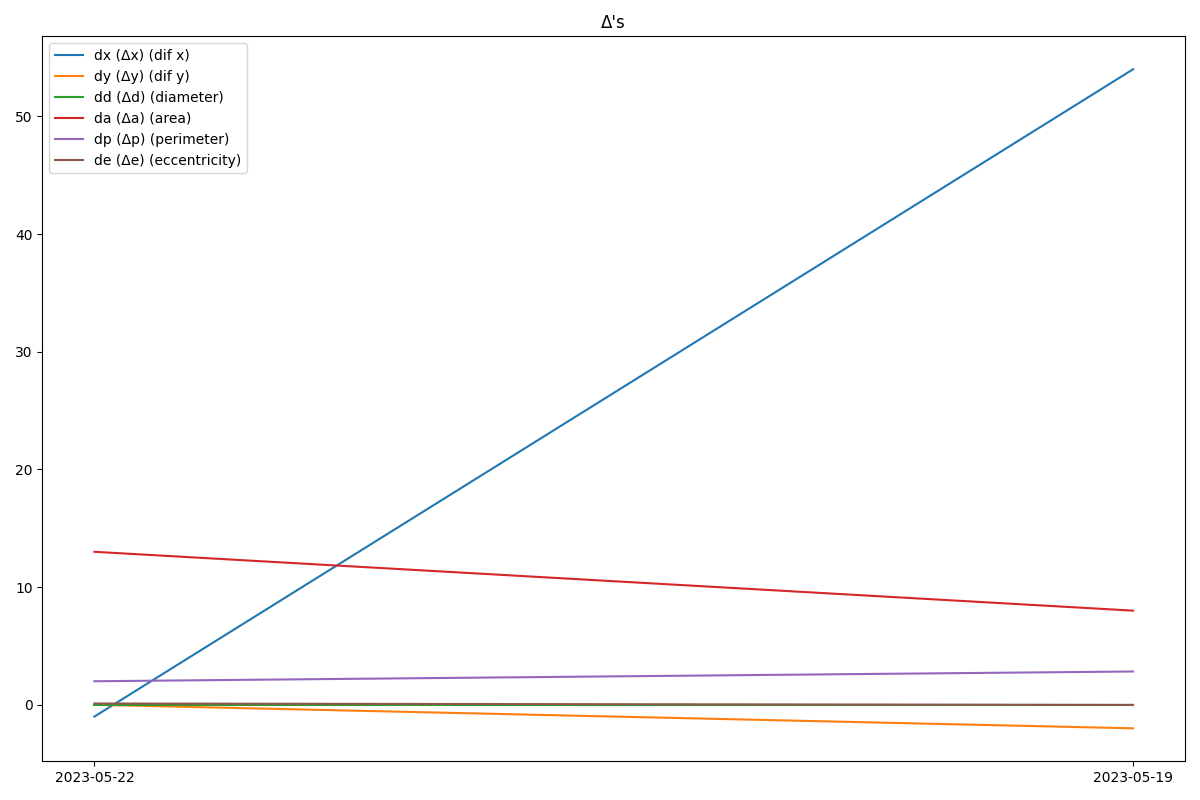 Δ's
dx (Δx) (dif x)
dy (Δy) (dif y)
dd (Δd) (diameter)
da (Δa) (area)
dp (Δp) (perimeter)
de (Δe) (eccentricity)
50
40
30
20
10
0
2023-05-22
2023-05-19